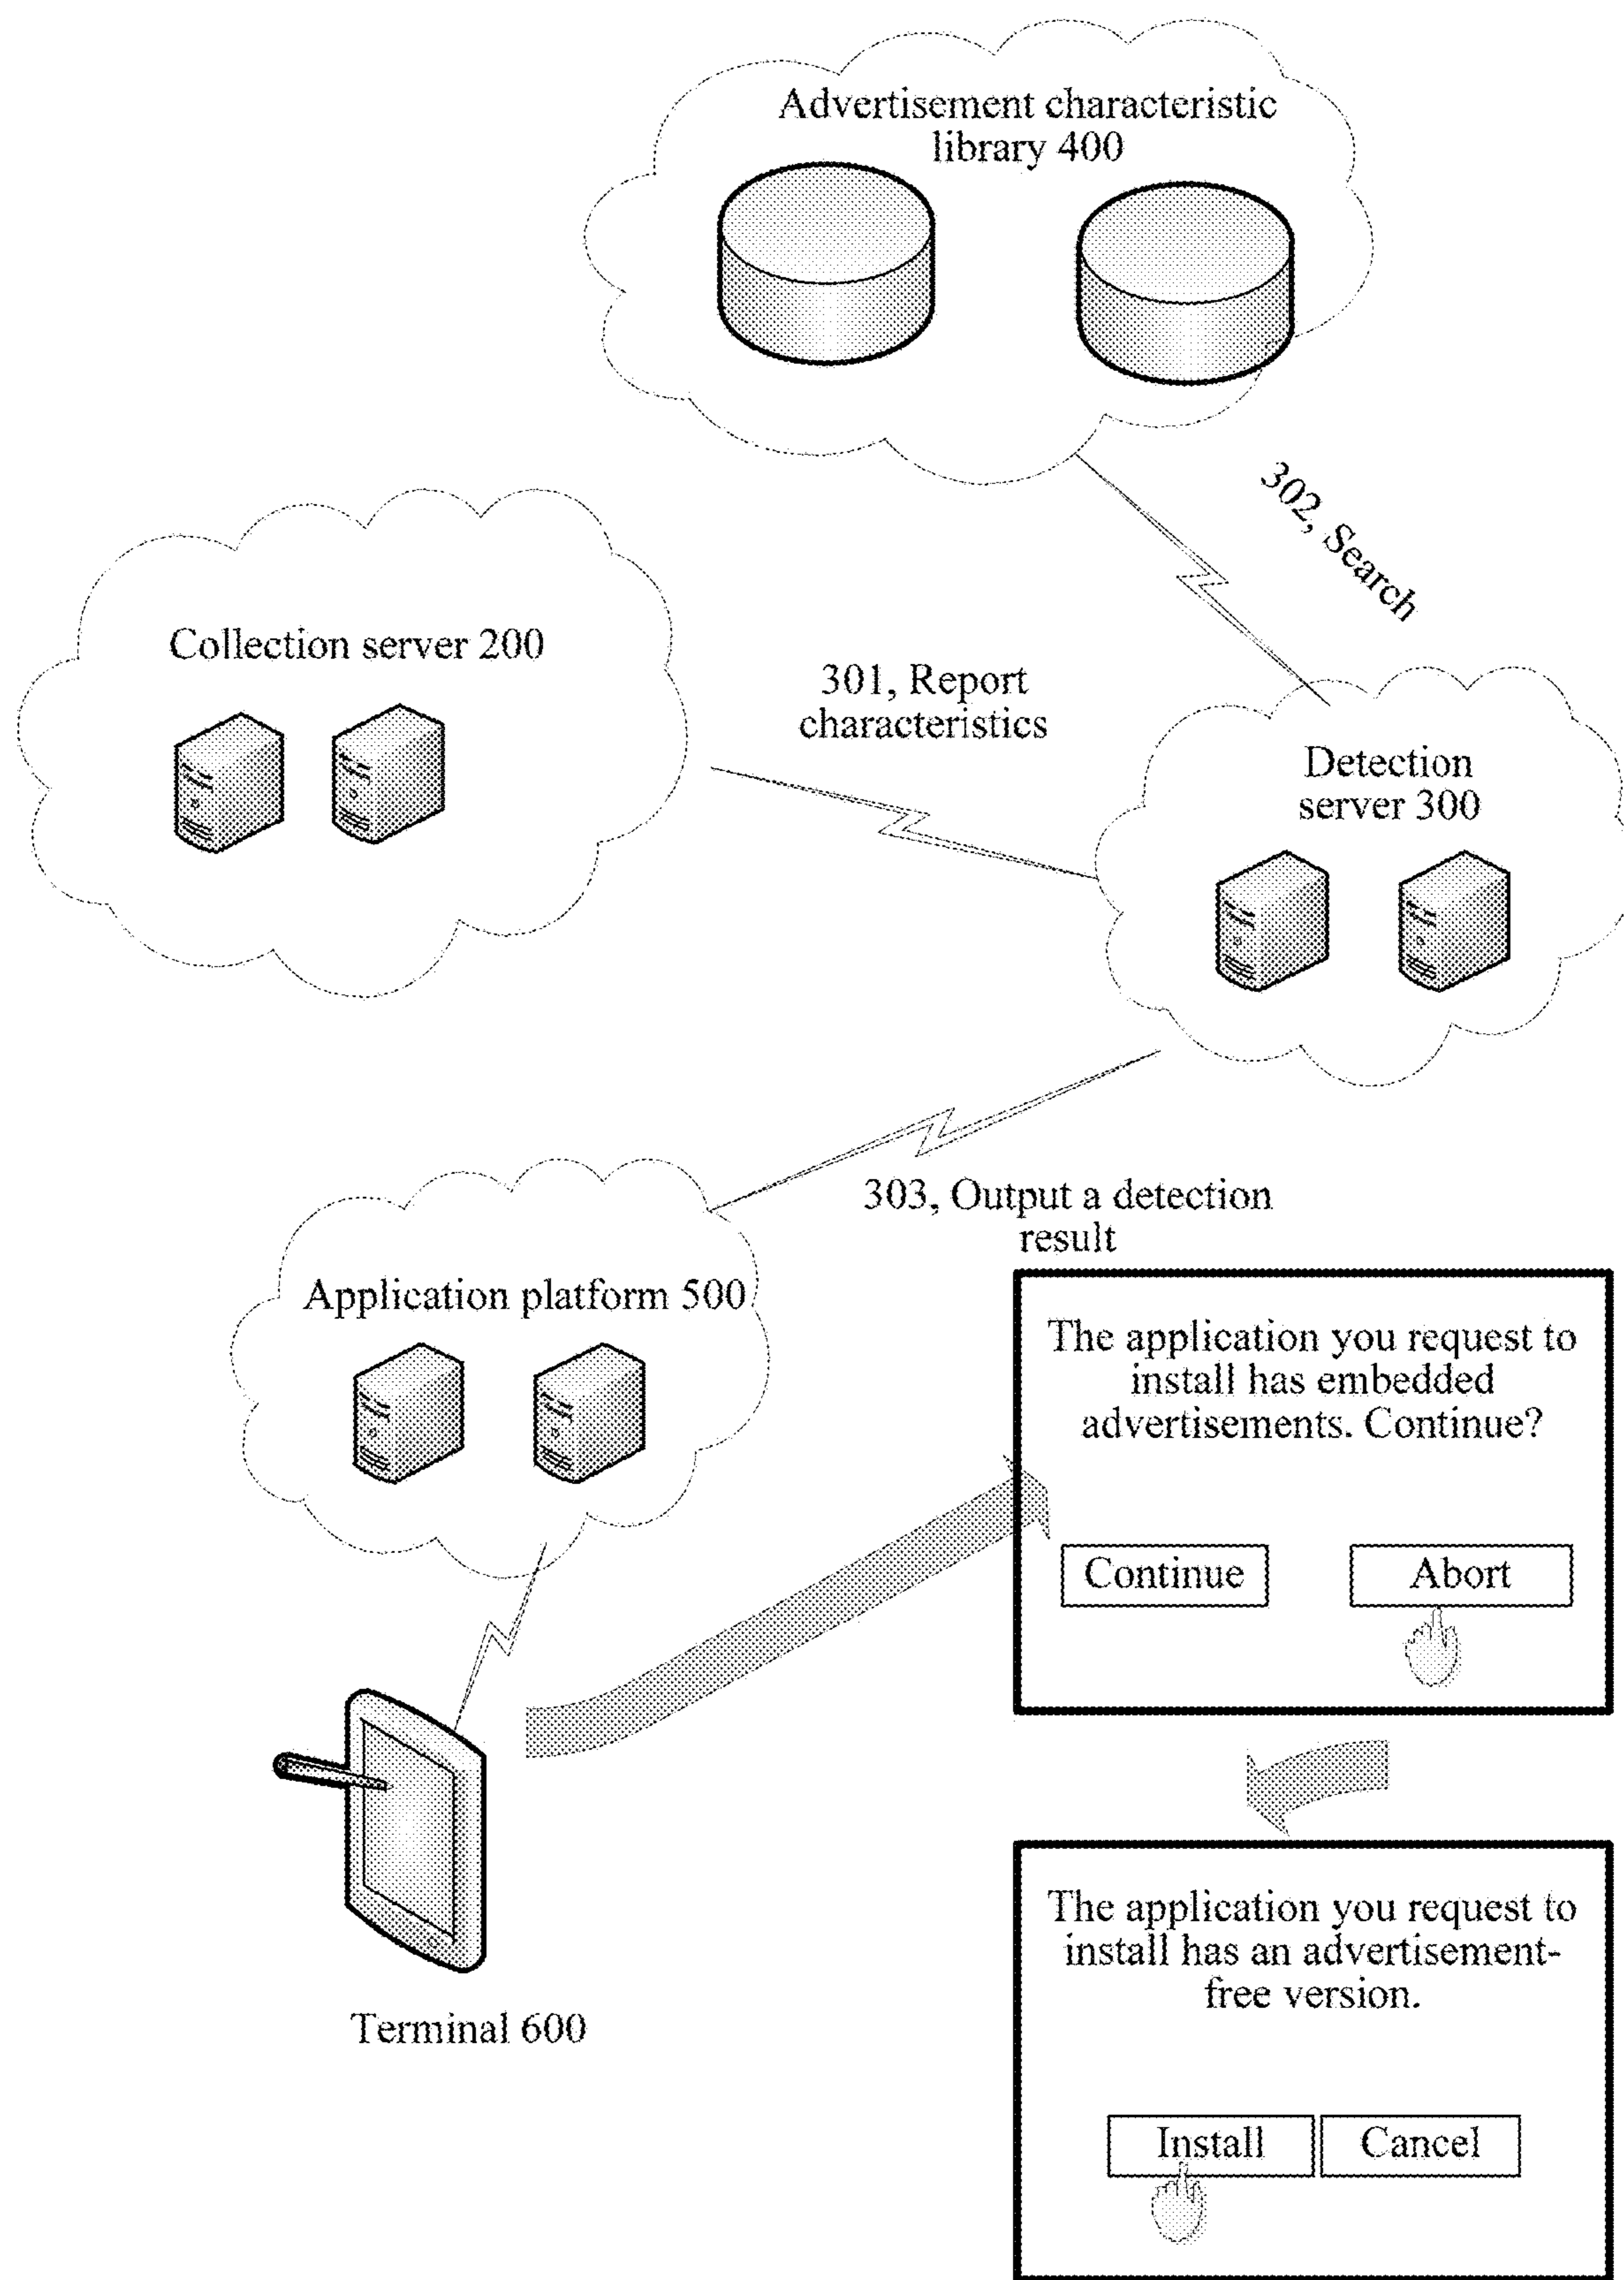 Advertisement characteristic
library 400
302, Search
Collection server 200
301, Report
characteristics
Detection
server 300
303, Output a detection
result
Application platform 500
The application you request to
install has embedded
advertisements. Continue?
Continue
Abort
Terminal 600
The application you request to
install has an advertisement-
free version.
Install
Cancel